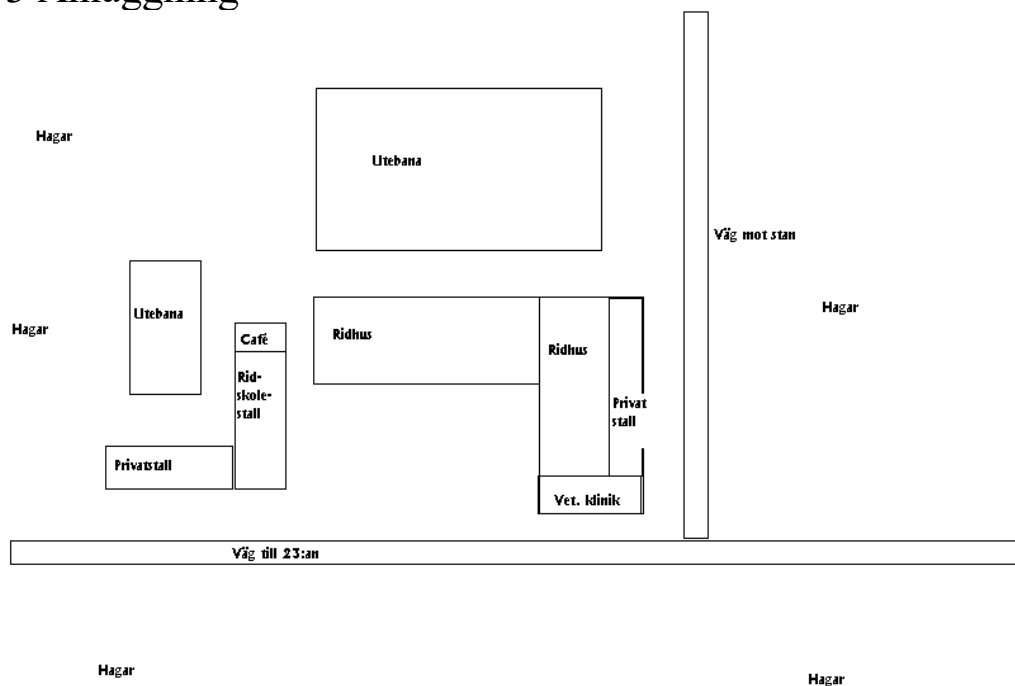 Hagar
Utebana
Väg mot stan
Hagar
Utebana
Hagar
Café
Ridhus
Ridhus
Rid-
skole-
stall
Privat
stall
Privatstall
Vet. klinik
Väg till 23:an
Hagar
Hagar